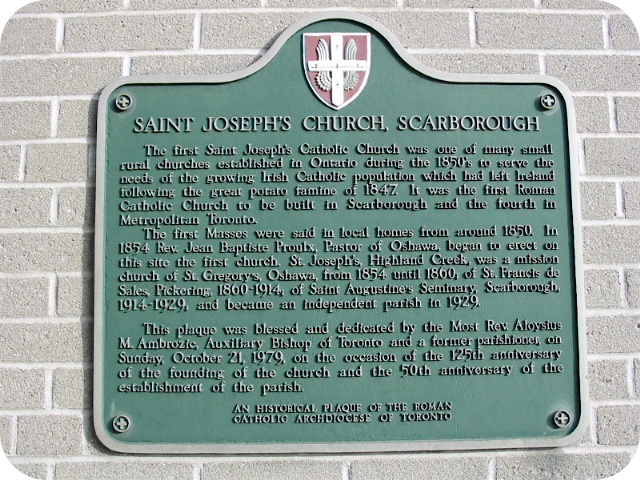 SAINT JOSEPH'S CHURCH, SCARBOROUGH
The first Saint Joseph's Catholic Church was one of many small
rural churches established in Ontario during the 1850's to serve the
needs of the growing Irish Catholic population which had left Ireland
following the great potato famine of 1847. It was the first Roman
Catholic Church to be built in Scarborough and the fourth in
Metropolitan Toronto.
The first Masses were said in local homes from around 1850. In
1854 Rev. Jean Baptiste Proulx, Pastor of Oshawa, began to erect on
this site the first church. St. Joseph's, Highland Creek, was a mission
church of St. Gregory's, Oshawa, from 1854 until 1860, of St. Francis de
Sales, Pickering, 1860-1914, of Saint Augustine's Seminary, Scarborough,
1914-1929, and became an independent parish in 1929.
This plaque was blessed and dedicated by the Most Rev. Aloysius
M. Ambrozic, Auxiliary Bishop of Toronto and a former parishioner, on
Sunday, October 21, 1979, on the occasion of the 125th anniversary
of the founding of the church and the 50th anniversary of the
establishment of the parish.
AN HISTORICAL PLAQUE OF THE ROMAN
CATHOLIC ARCHDIOCESE OF TORONTO